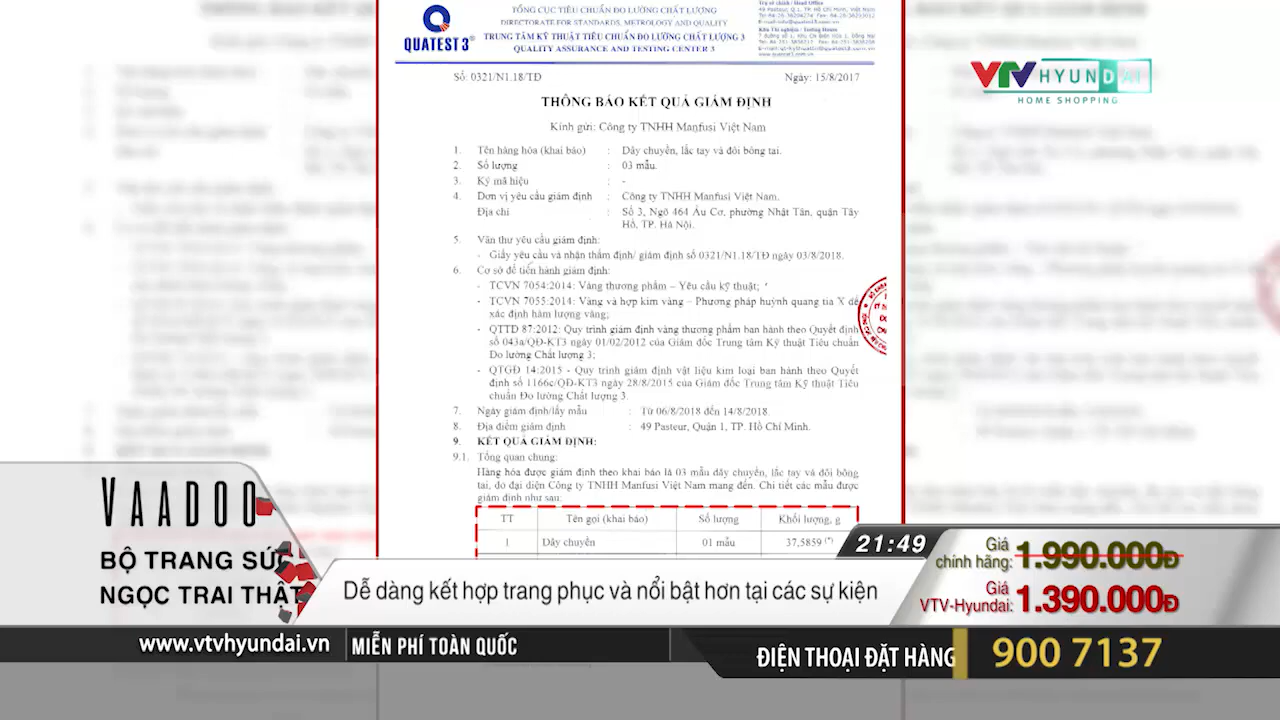 TỔNG CỤC TIÊU CHUẨN ĐO LƯỜNG CHẤT LƯỢNG
DIRECTORATE FOR STANDARDS, METROLOGY AND QUALITY
TRUNG TÂM KỸ THUẬT TIÊU CHUẨN ĐO LƯỜNG CHẤT LƯỢNG 3
QUALITY ASSURANCE AND TESTING CENTER 3
QUATEST 3®
Trụ sở chính / Head Office
49 Pasteur, Q.1, TP. Hồ Chí Minh
Khu Thí nghiệm / Testing House
Số: 0321/N1.18/TĐ
Ngày: 15/8/2017
VTV HYUNDAI
HOME SHOPPING
THÔNG BÁO KẾT QUẢ GIÁM ĐỊNH
Kính gửi: Công ty TNHH Manfusi Việt Nam
1. Tên hàng hóa (khai báo) : Dây chuyền, lắc tay và đôi bông tai.
2. Số lượng : 03 mẫu.
3. Ký mã hiệu : -
4. Đơn vị yêu cầu giám định : Công ty TNHH Manfusi Việt Nam.
Địa chỉ : Số 3, Ngõ 464 Âu Cơ, phường Nhật Tân, quận Tây
Hồ, TP. Hà Nội.
5. Văn thư yêu cầu giám định:
- Giấy yêu cầu và nhận thẩm định/ giám định số 0321/N1.18/TĐ ngày 03/8/2018.
6. Cơ sở để tiến hành giám định:
- TCVN 7054:2014: Vàng thương phẩm – Yêu cầu kỹ thuật;
- TCVN 7055:2014: Vàng và hợp kim vàng – Phương pháp huỳnh quang tia X để
xác định hàm lượng vàng;
- QTTĐ 87:2012: Quy trình giám định vàng thương phẩm ban hành theo Quyết định
số 043a/QĐ-KT3 ngày 01/02/2012 của Giám đốc Trung tâm Kỹ thuật Tiêu chuẩn
Đo lường Chất lượng 3;
- QTGĐ 14:2015 - Quy trình giám định vật liệu kim loại ban hành theo Quyết
định số 1166c/QĐ-KT3 ngày 28/8/2015 của Giám đốc Trung tâm Kỹ thuật Tiêu
chuẩn Đo lường Chất lượng 3.
7. Ngày giám định/lấy mẫu : Từ 06/8/2018 đến 14/8/2018.
8. Địa điểm giám định : 49 Pasteur, Quận 1, TP. Hồ Chí Minh.
9. KẾT QUẢ GIÁM ĐỊNH:
9.1. Tổng quan chung:
Hàng hóa được giám định theo khai báo là 03 mẫu dây chuyền, lắc tay và đôi bông
tai, do đại diện Công ty TNHH Manfusi Việt Nam mang đến. Chi tiết các mẫu được
giám định như sau:
TT Tên gọi (khai báo) Số lượng Khối lượng, g
1 Dây chuyền 01 mẫu 37,5859 (*)
VAADOO
BỘ TRANG SỨC
NGỌC TRAI THẬT
21:49
Dễ dàng kết hợp trang phục và nổi bật hơn tại các sự kiện
Giá
chính hãng: 1.990.000Đ
Giá
VTV-Hyundai: 1.390.000Đ
www.vtvhyundai.vn
MIỄN PHÍ TOÀN QUỐC
ĐIỆN THOẠI ĐẶT HÀNG
900 7137